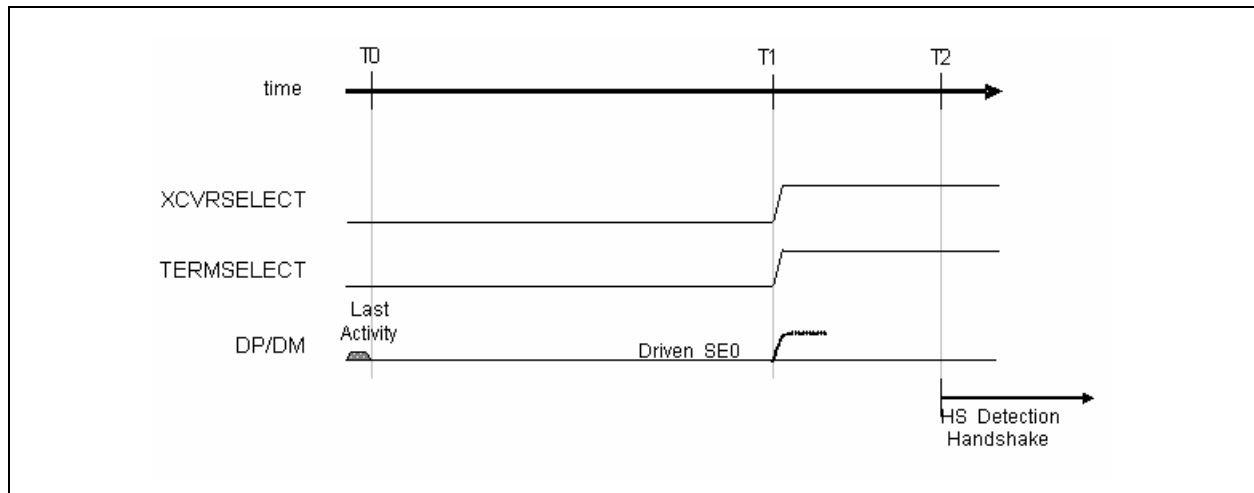 T0 T1 T2
time
XCVRSELECT
TERMSELECT
Last
Activity
DP/DM
Driven SE0
HS Detection
Handshake